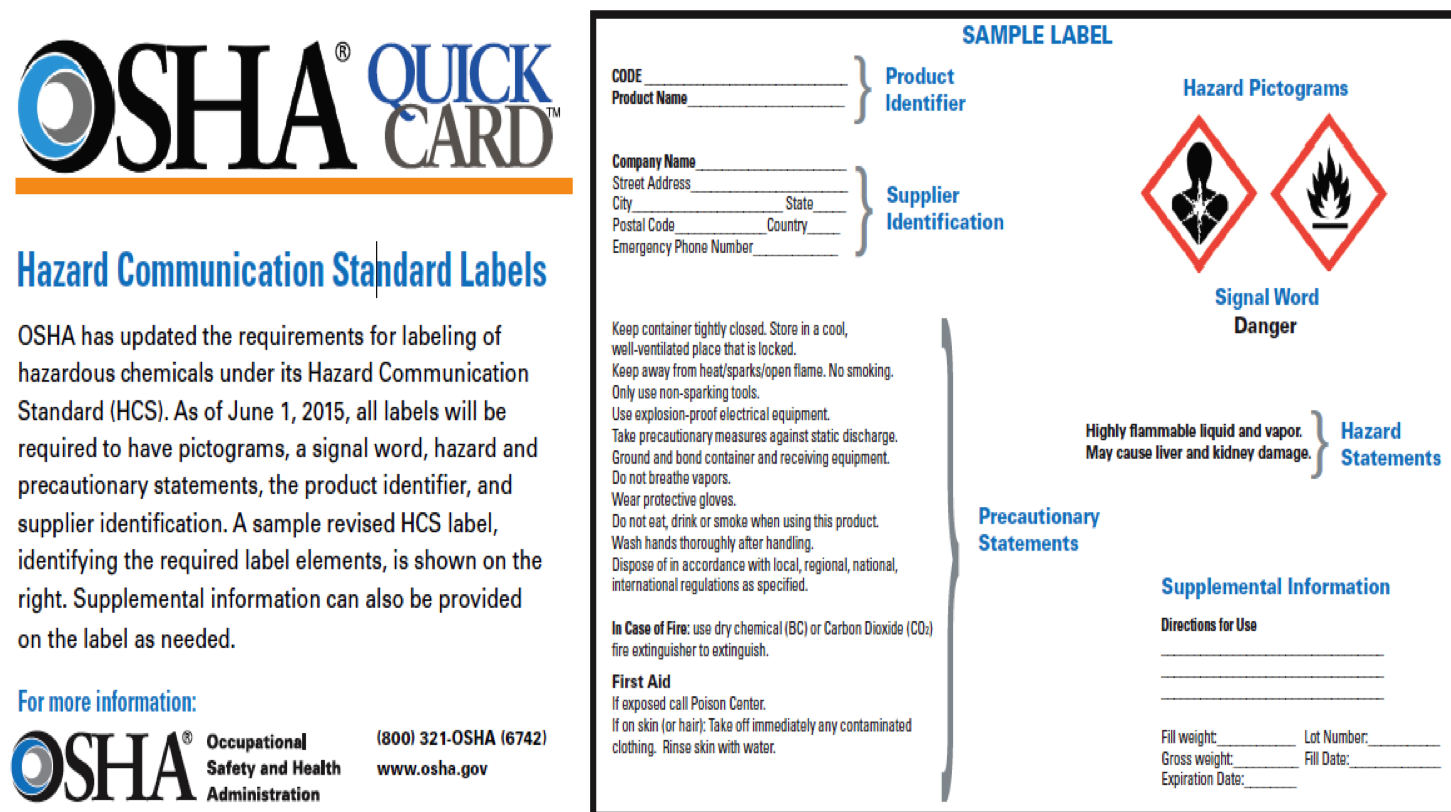 OSHA® QUICK
CARD™
Hazard Communication Standard Labels
OSHA has updated the requirements for labeling of
hazardous chemicals under its Hazard Communication
Standard (HCS). As of June 1, 2015, all labels will be
required to have pictograms, a signal word, hazard and
precautionary statements, the product identifier, and
supplier identification. A sample revised HCS label,
identifying the required label elements, is shown on the
right. Supplemental information can also be provided
on the label as needed.
For more information:
OSHA® Occupational
Safety and Health
Administration
(800) 321-OSHA (6742)
www.osha.gov
SAMPLE LABEL
CODE ____________________
Product Name____________________
Product
Identifier
Company Name____________________
Street Address____________________
City____________________ State_____
Postal Code______________Country_____
Emergency Phone Number_____________
Supplier
Identification
Keep container tightly closed. Store in a cool,
well-ventilated place that is locked.
Keep away from heat/sparks/open flame. No smoking.
Only use non-sparking tools.
Use explosion-proof electrical equipment.
Take precautionary measures against static discharge.
Ground and bond container and receiving equipment.
Do not breathe vapors.
Wear protective gloves.
Do not eat, drink or smoke when using this product.
Wash hands thoroughly after handling.
Dispose of in accordance with local, regional, national,
international regulations as specified.
In Case of Fire: use dry chemical (BC) or Carbon Dioxide (CO₂)
fire extinguisher to extinguish.
First Aid
If exposed call Poison Center.
If on skin (or hair): Take off immediately any contaminated
clothing. Rinse skin with water.
Precautionary
Statements
Hazard Pictograms
Signal Word
Danger
Highly flammable liquid and vapor.
May cause liver and kidney damage.
Hazard
Statements
Supplemental Information
Directions for Use
____________________
____________________
____________________
Fill weight:____________ Lot Number:___________
Gross weight:__________ Fill Date:______________
Expiration Date:________